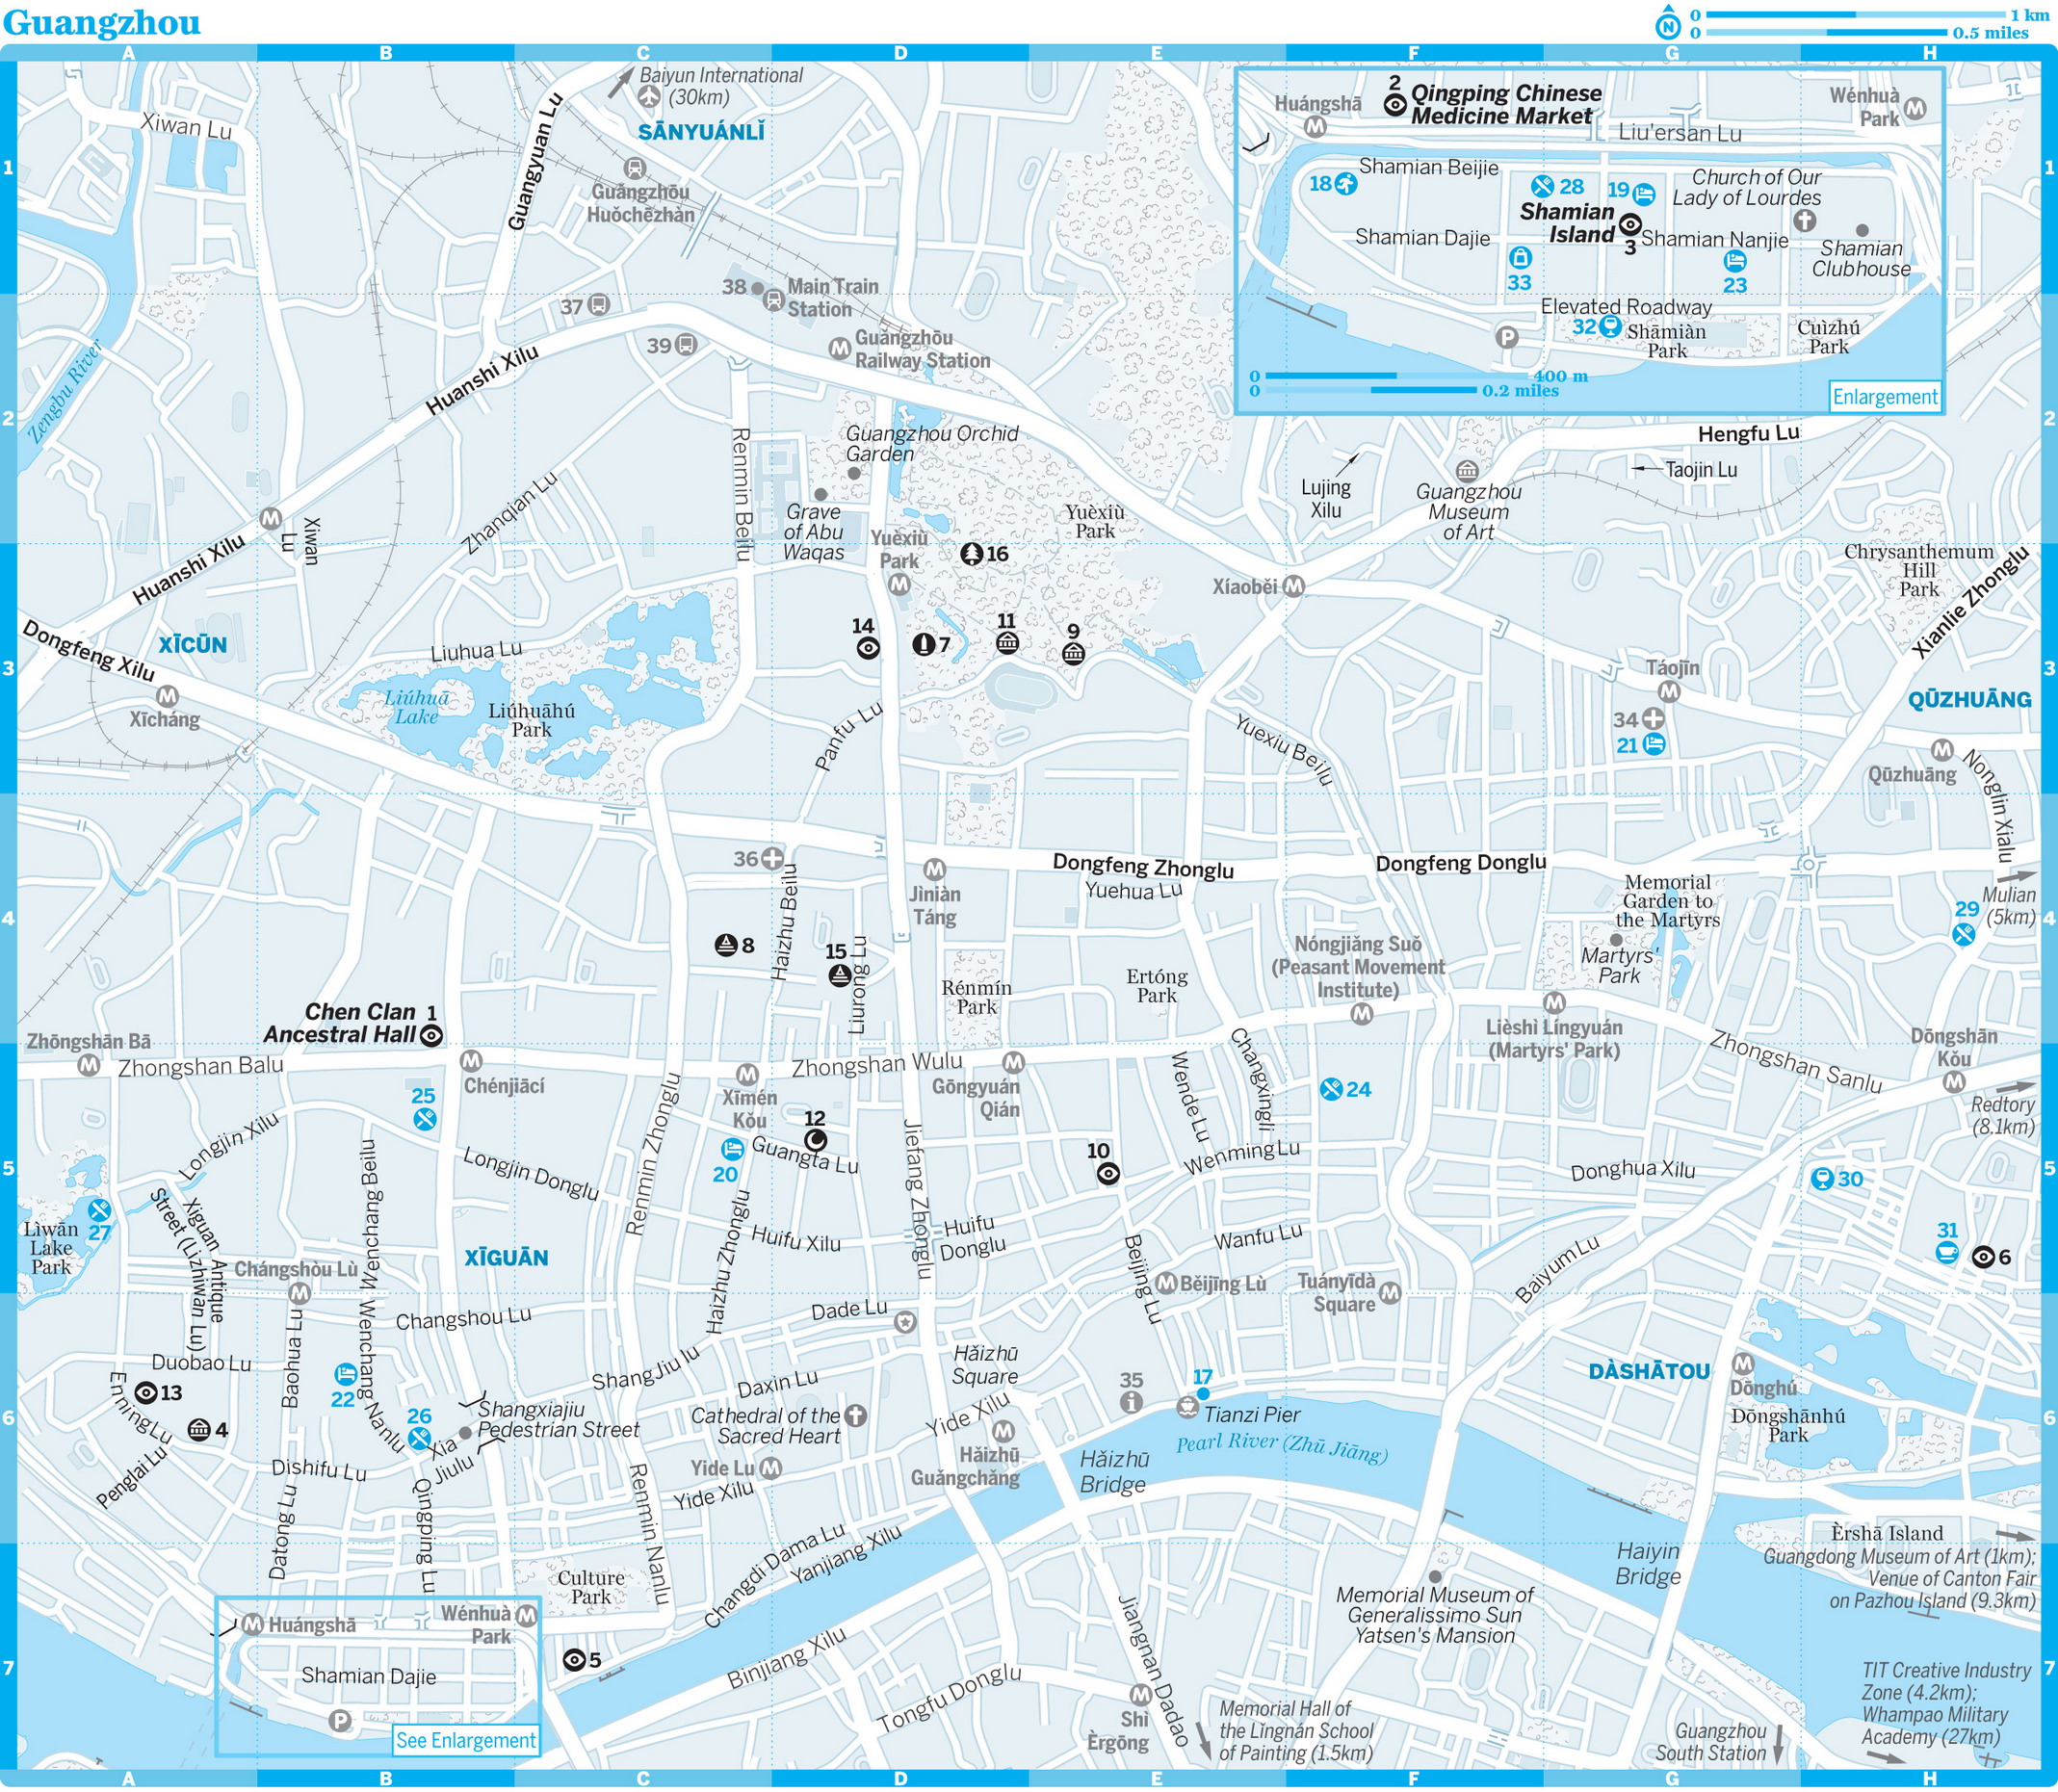 Guangzhou
N
0
1 km
0
0.5 miles
A
B
C
D
E
F
G
H
1
Xiwan Lu
Guangyuan Lu
Baiyun International
(30km)
SĀNYUÁNLǏ
Guǎngzhōu
Huǒchēzhàn
38
Main Train
Station
37
39
Guǎngzhōu
Railway Station
Huángshā
M
2
Qingping Chinese
Medicine Market
Wénhuà
Park
M
Liu'ersan Lu
Shamian Beijie
18
28
19
Church of Our
Lady of Lourdes
Shamian
Island
3
Shamian Dajie
Shamian Nanjie
Shamian
Clubhouse
33
23
Elevated Roadway
32
Shāmiàn
Park
Cuìzhú
Park
P
0
400 m
0
0.2 miles
Enlargement
1
2
Zengbu River
Huanshi Xilu
Guangzhou Orchid
Garden
Renmin Beilu
Zhanqian Lu
Grave
of Abu
Waqas
Yuèxiù
Park
Hengfu Lu
Taojin Lu
Lujing
Xilu
Guangzhou
Museum
of Art
2
Xiwan
Lu
Huanshi Xilu
Yuèxiù
Park
M
16
Xíaoběi
M
Chrysanthemum
Hill
Park
Xianlie Zhonglu
3
Dongfeng Xilu
XĪCŪN
Liuhua Lu
Liúhuā
Lake
Liúhuāhú
Park
Xīcháng
M
14
7
11
9
Panfu Lu
Yuexiu Beilu
Táojīn
M
34
21
QŪZHUĀNG
Qūzhuāng
M
Nonglin Xialu
3
36
Haizhu Beilu
Dongfeng Zhonglu
Yuehua Lu
Dongfeng Donglu
Jìniàn
Táng
M
Memorial
Garden to
the Martyrs
Martyrs'
Park
Mulian
(5km)
29
4
8
15
Liurong Lu
Rénmín
Park
Ertóng
Park
Nóngjiǎng Suǒ
(Peasant Movement
Institute)
M
Lièshì Língyuán
(Martyrs' Park)
M
4
Chen Clan
Ancestral Hall
1
Zhōngshān Bā
M
Zhongshan Balu
Chénjiācí
M
Zhongshan Wulu
Xīmén
Kǒu
M
Gōngyuán
Qián
M
Changxingli
Wende Lu
Zhongshan Sanlu
Dōngshān
Kǒu
M
Redtory
(8.1km)
25
24
12
20
Guangta Lu
10
Wenming Lu
Donghua Xilu
30
5
Longjin Xilu
Longjin Donglu
Renmin Zhonglu
Jiefang Zhonglu
Huifu Xilu
Huifu
Donglu
Haizhu Zhonglu
Beijing Lu
Wanfu Lu
Baiyum Lu
31
6
5
27
Lìwān
Lake
Park
Xiguan Antique
Street (Lizhiwan Lu)
Wenchang Beilu
XĪGUĀN
Chángshòu Lù
M
Changshou Lu
Běijīng Lù
M
Tuányīdà
Square
M
Dade Lu
Duobao Lu
Baohua Lu
Wenchang Nanlu
ShangJiu lu
Hǎizhū
Square
DÀSHĀTOU
Dōnghú
M
Dōngshānhú
Park
6
Enning Lu
13
4
22
26
Xia
Jiulu
Shangxiajiu
Pedestrian Street
Daxin Lu
Cathedral of the
Sacred Heart
Yide Xilu
Hǎizhū
Guǎngchǎng
M
35
17
Tianzi Pier
Pearl River (Zhū Jiāng)
Hǎizhū
Bridge
6
Penglai Lu
Dishifu Lu
Yide Lu
M
Yide Xilu
Datong Lu
Qingping Lu
Renmin Nanlu
Changdi Dama Lu
Yanjiang Xilu
Èrshā Island
Guangdong Museum of Art (1km);
Venue of Canton Fair
on Pazhou Island (9.3km)
Haiyin
Bridge
Culture
Park
Memorial Museum of
Generalissimo Sun
Yatsen's Mansion
Huángshā
M
Wénhuà
Park
M
5
Shamian Dajie
P
See Enlargement
7
Binjiang Xilu
Tongfu Donglu
Jiangnan Dadao
Shì
Èrgōng
M
Memorial Hall of
the Língnán School
of Painting (1.5km)
Guangzhou
South Station
TIT Creative Industry
Zone (4.2km);
Whampao Military
Academy (27km)
7
A
B
C
D
E
F
G
H